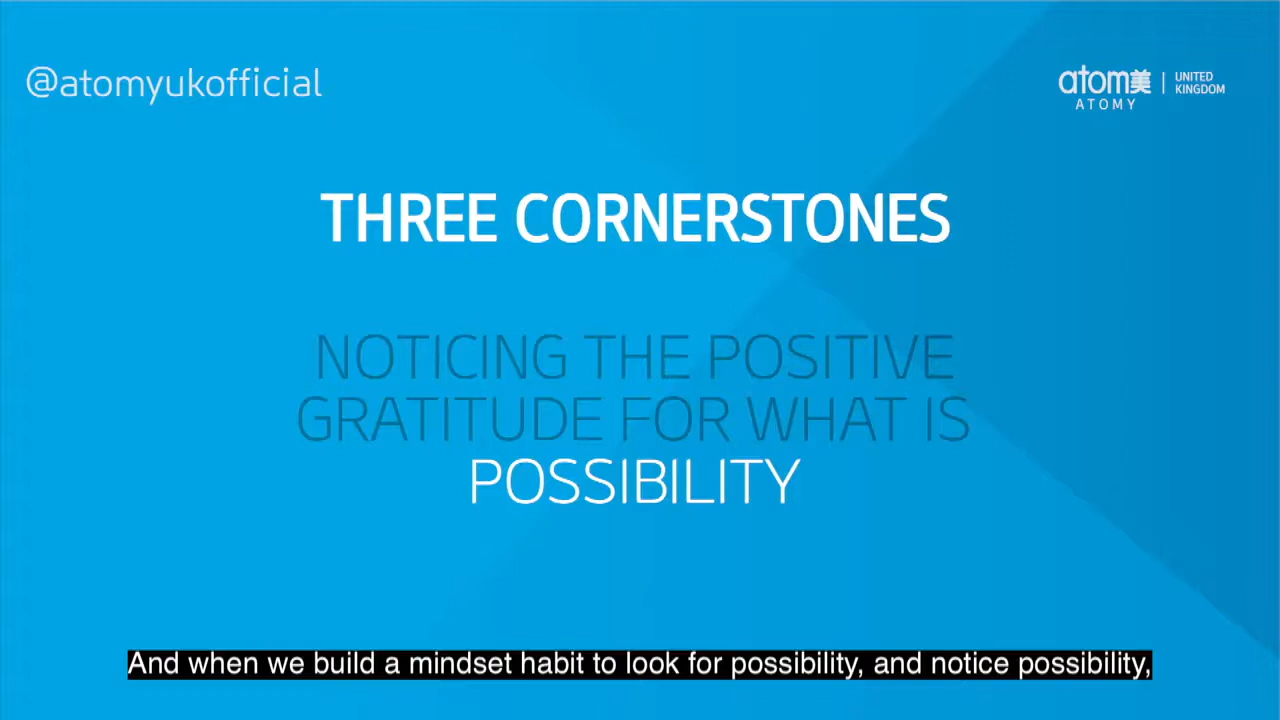 @atomyukofficial
atom美 | UNITED KINGDOM
ATOMY
THREE CORNERSTONES
NOTICING THE POSITIVE
GRATITUDE FOR WHAT IS
POSSIBILITY
And when we build a mindset habit to look for possibility, and notice possibility,